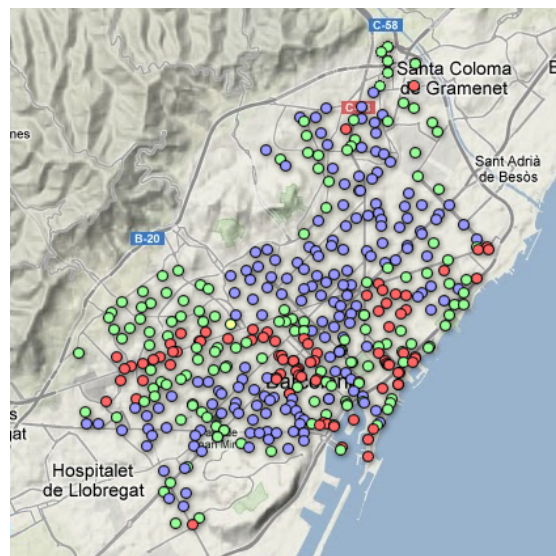 C-58
Santa Coloma
de Gramenet
nes
Sant Adrià
de Besòs
B-20
gat
Hospitalet
de Llobregat